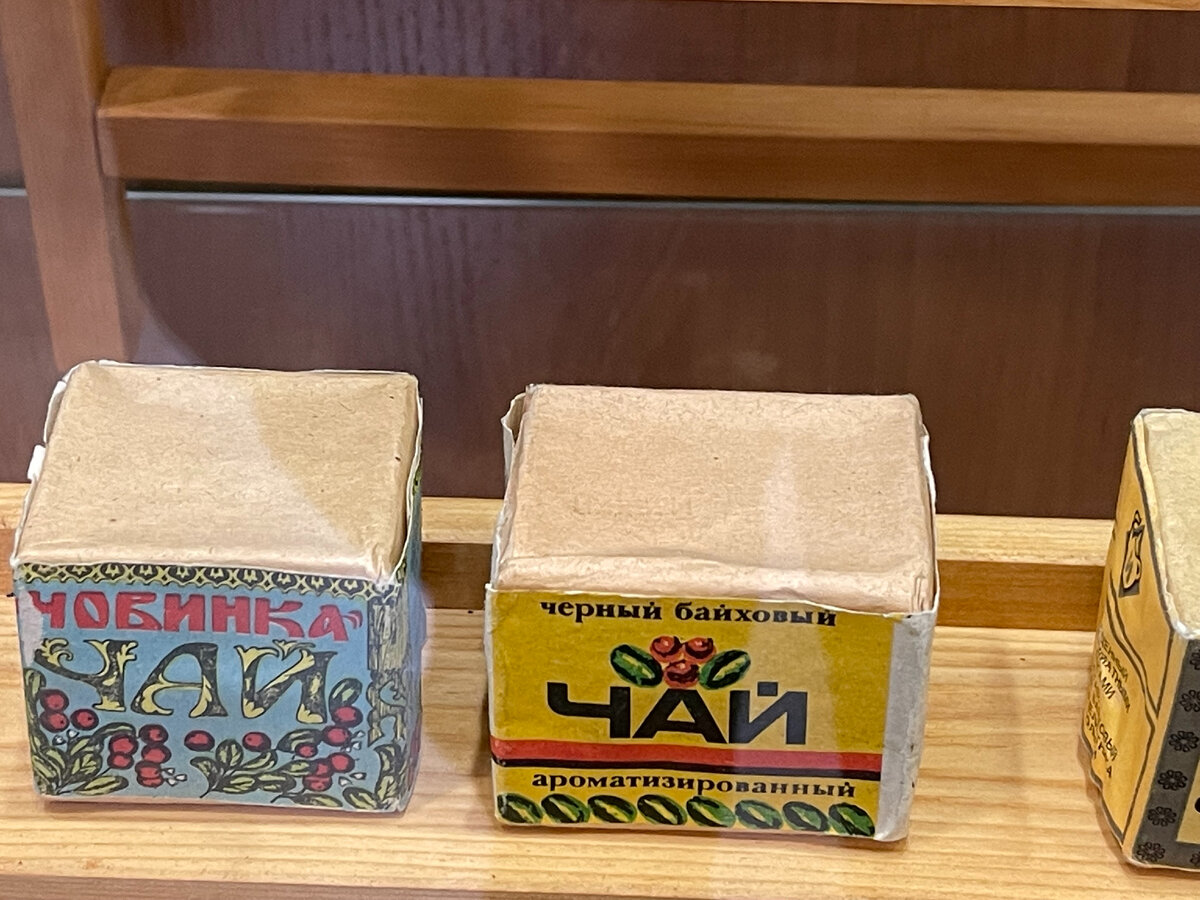 ЧОБИНКА
ЧАЙ
черный байховый
ЧАЙ
ароматизированный